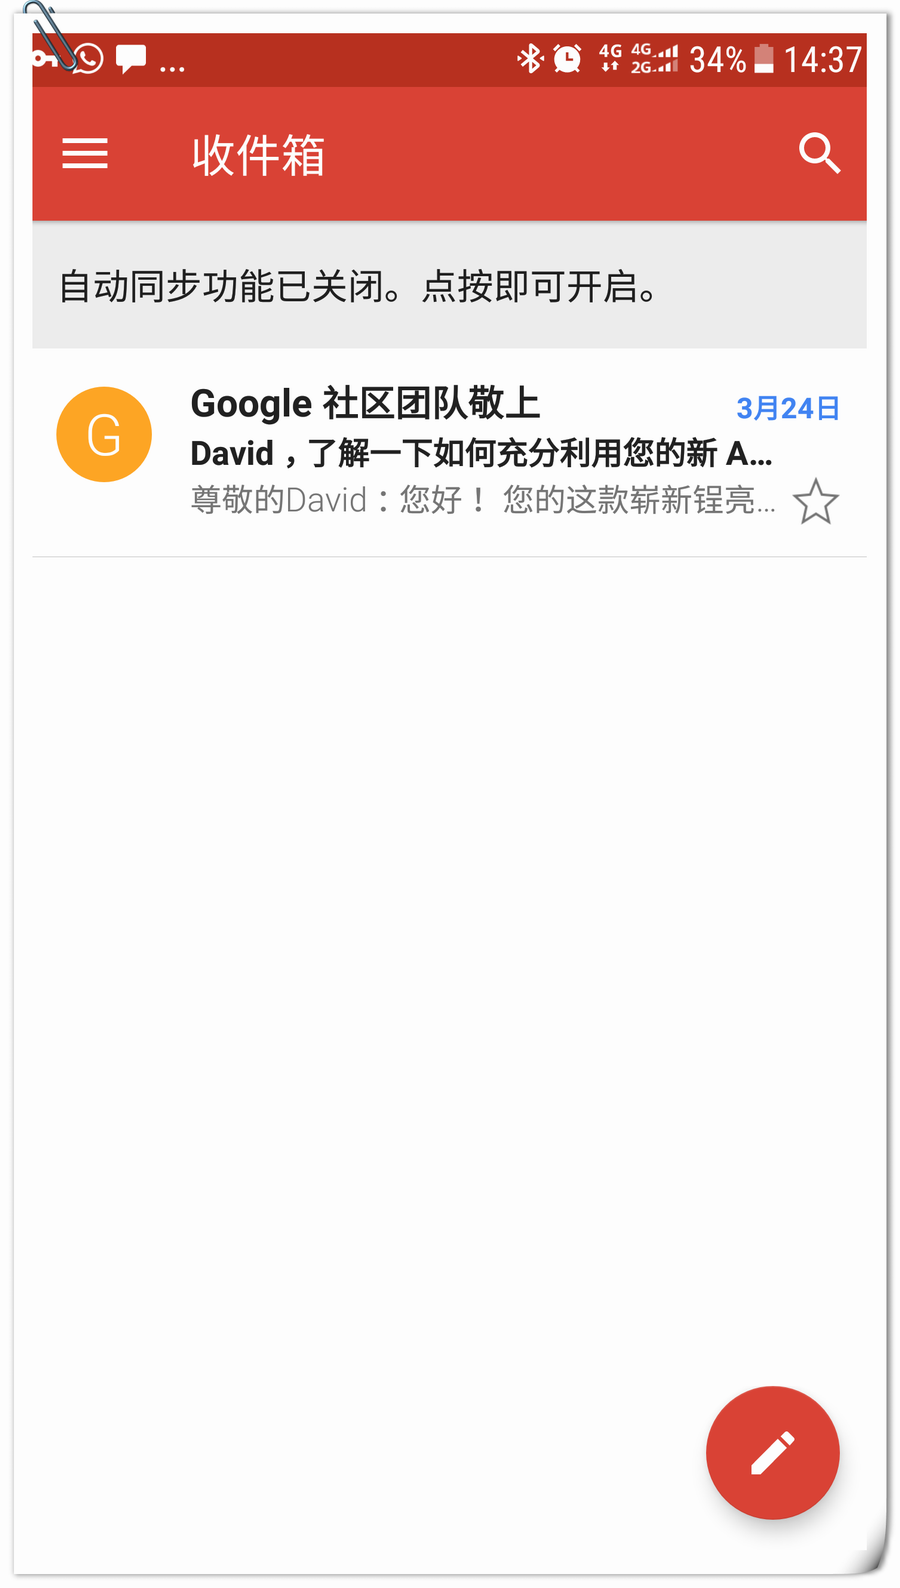 ... 4G 4G 2G 34% 14:37
收件箱
自动同步功能已关闭。点按即可开启。
G
Google 社区团队敬上 3月24日
David，了解一下如何充分利用您的新 A...
尊敬的David：您好！ 您的这款崭新锃亮...